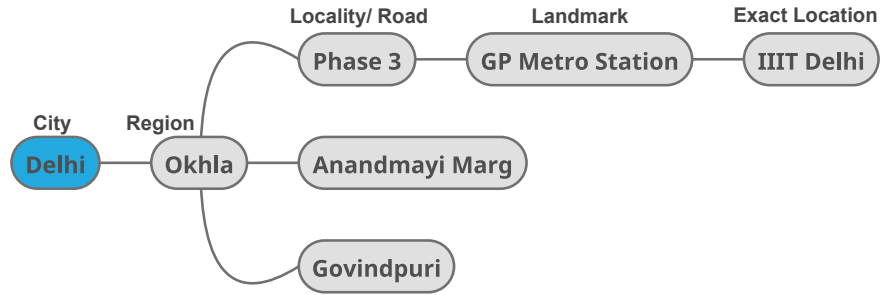 Locality/ Road
Landmark
Exact Location
Phase 3
GP Metro Station
IIIT Delhi
City
Region
Delhi
Okhla
Anandmayi Marg
Govindpuri